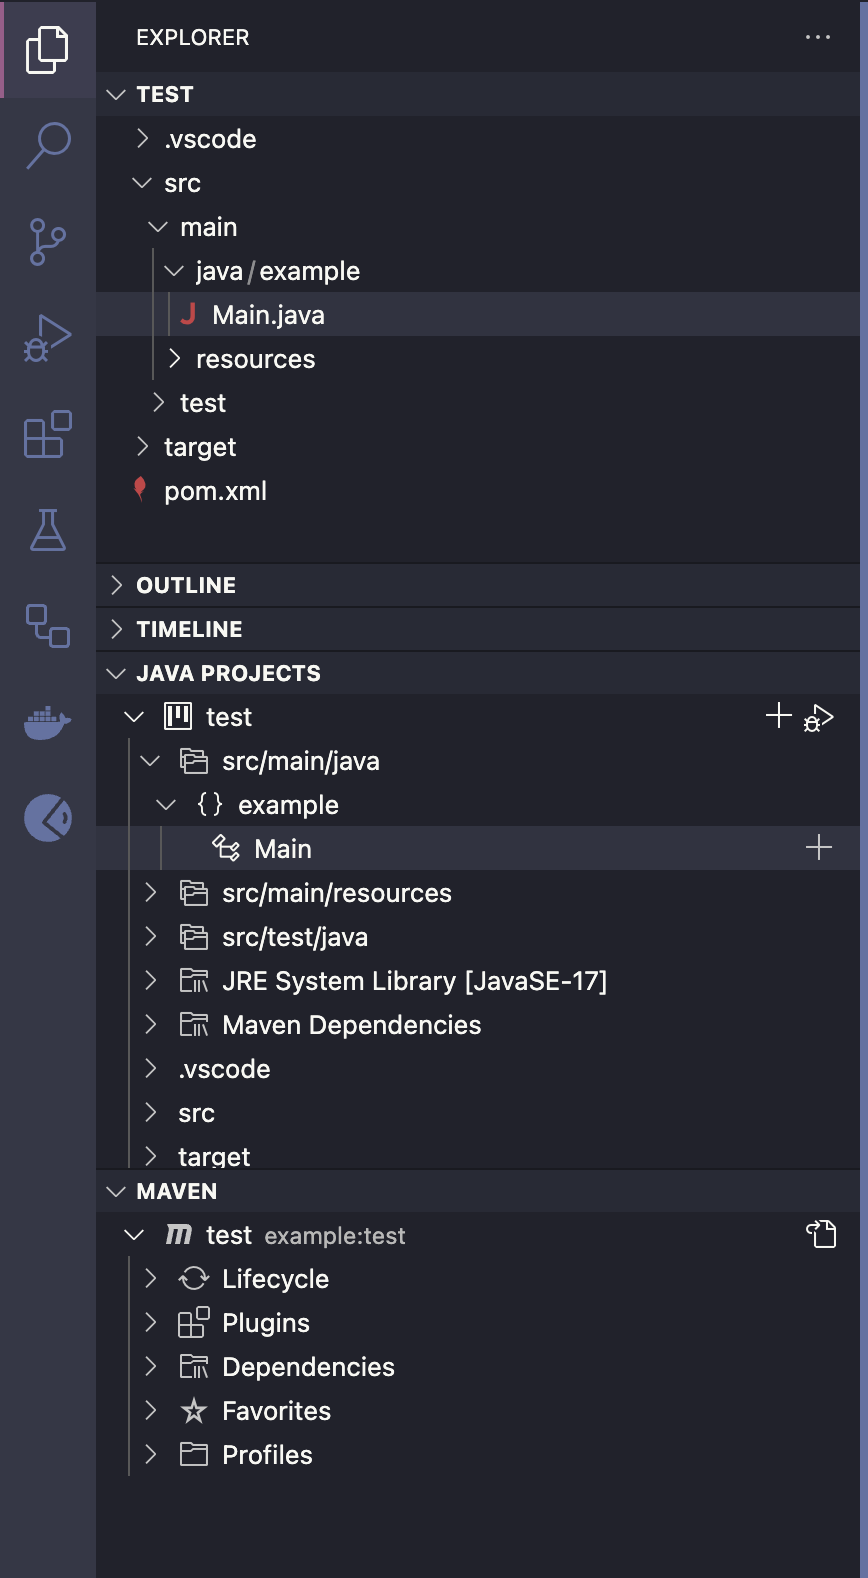 EXPLORER
TEST
.vscode
src
main
java/example
J Main.java
resources
test
target
pom.xml
OUTLINE
TIMELINE
JAVA PROJECTS
test
src/main/java
{} example
Main
src/main/resources
src/test/java
JRE System Library [JavaSE-17]
Maven Dependencies
.vscode
src
target
MAVEN
m test example:test
Lifecycle
Plugins
Dependencies
Favorites
Profiles